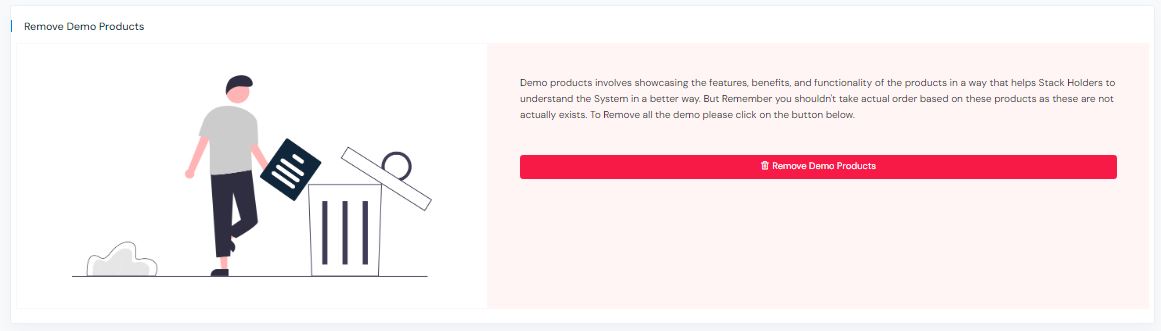 Remove Demo Products
Demo products involves showcasing the features, benefits, and functionality of the products in a way that helps Stack Holders to
understand the System in a better way. But Remember you shouldn't take actual order based on these products as these are not
actually exists. To Remove all the demo please click on the button below.
Remove Demo Products